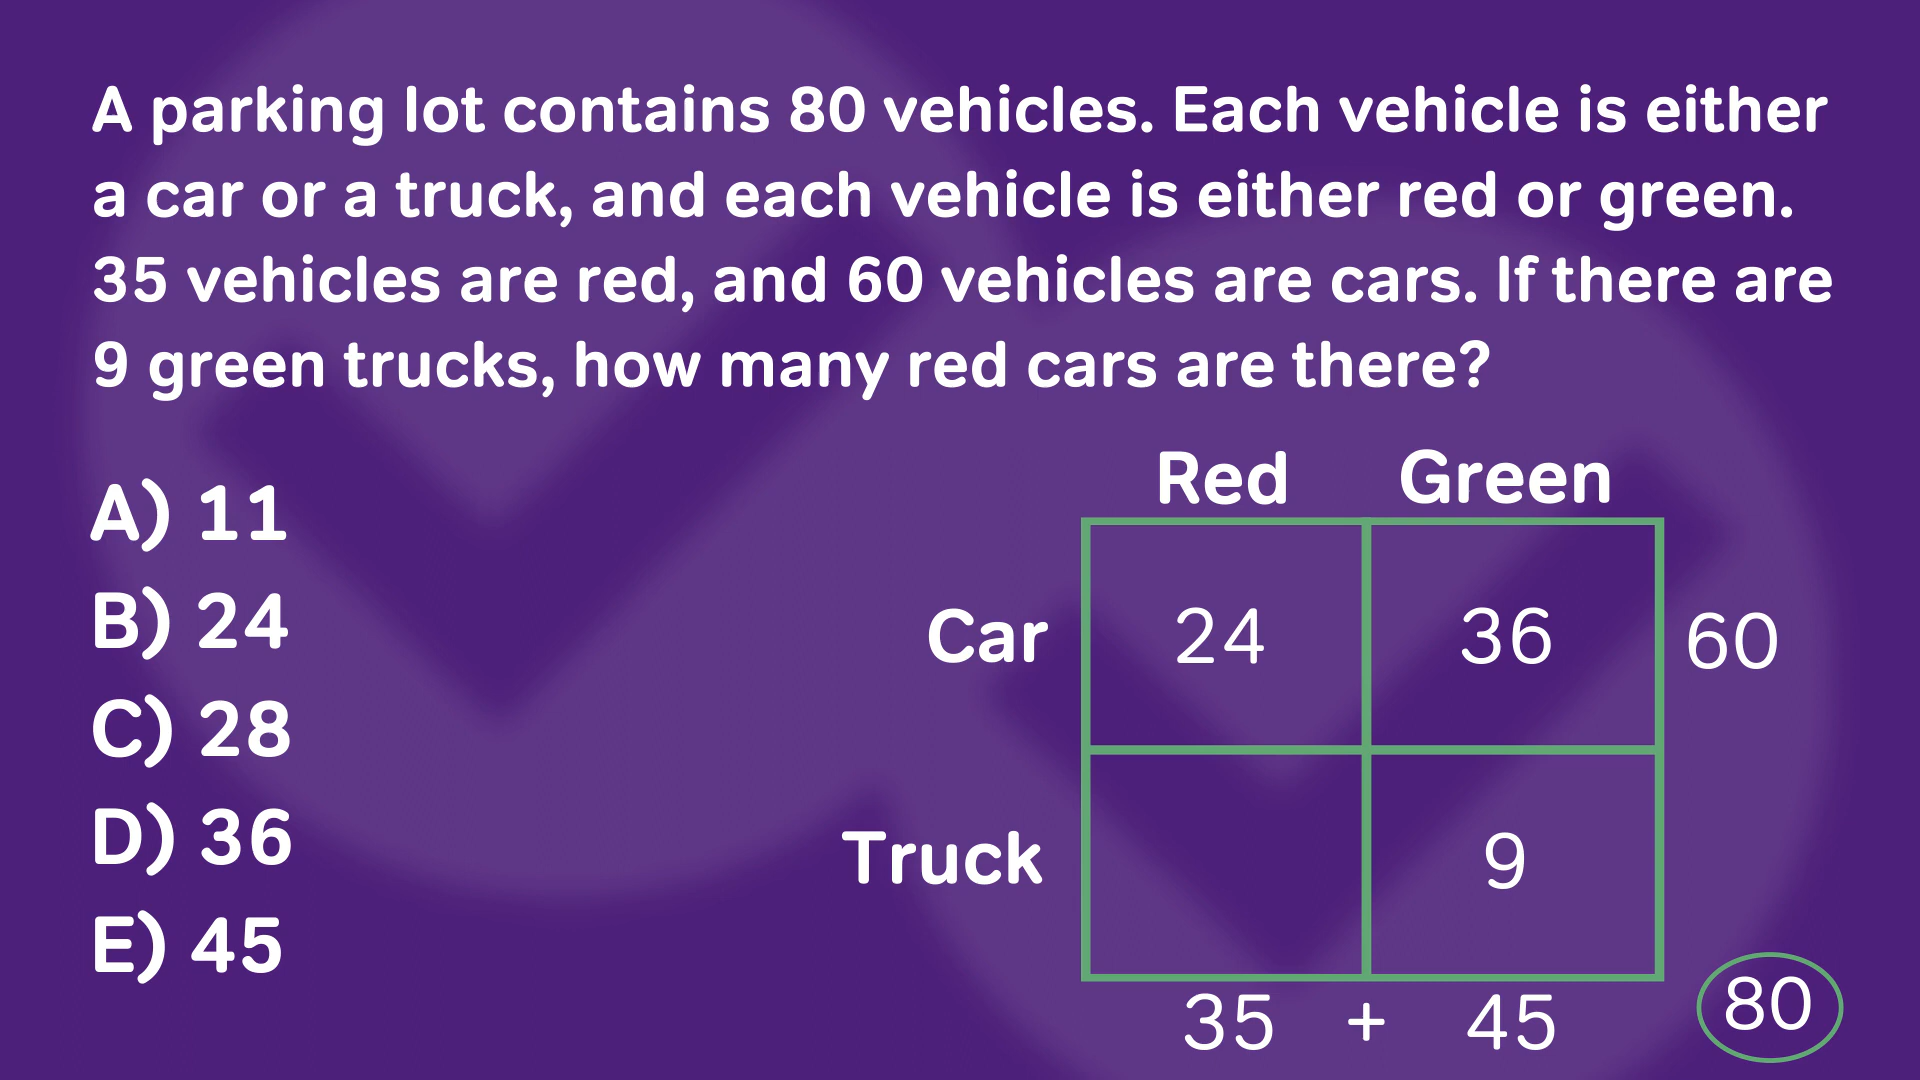 A parking lot contains 80 vehicles. Each vehicle is either
a car or a truck, and each vehicle is either red or green.
35 vehicles are red, and 60 vehicles are cars. If there are
9 green trucks, how many red cars are there?
A) 11
B) 24
C) 28
D) 36
E) 45
Red Green
Car 24 36 60
Truck 9
35 + 45 80